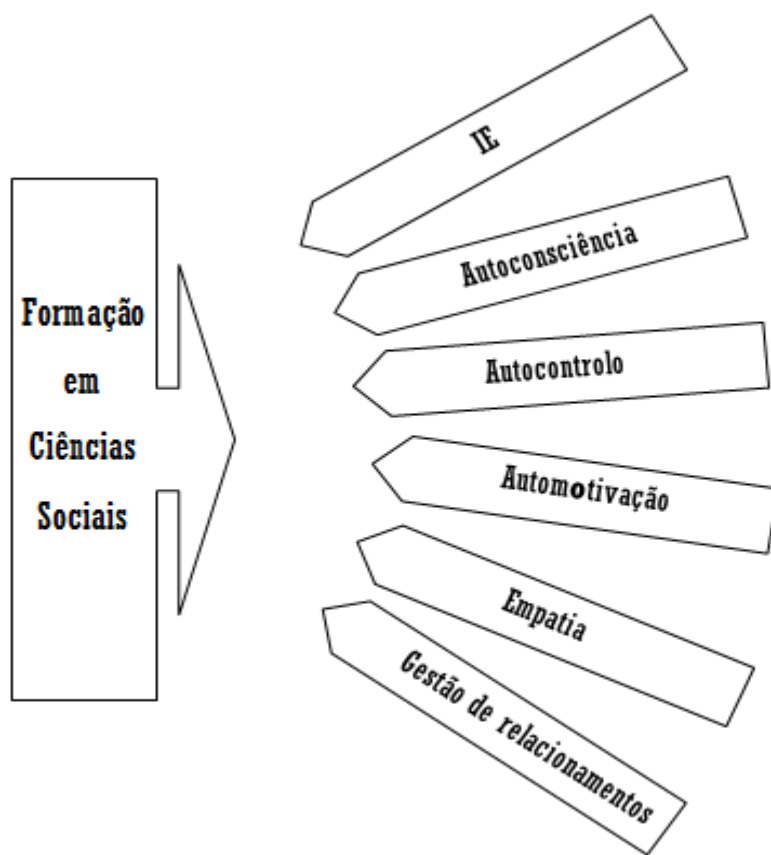 Formação
em
Ciências
Sociais
IE
Autoconsciência
Autocontrolo
Automotivação
Empatia
Gestão de relacionamentos